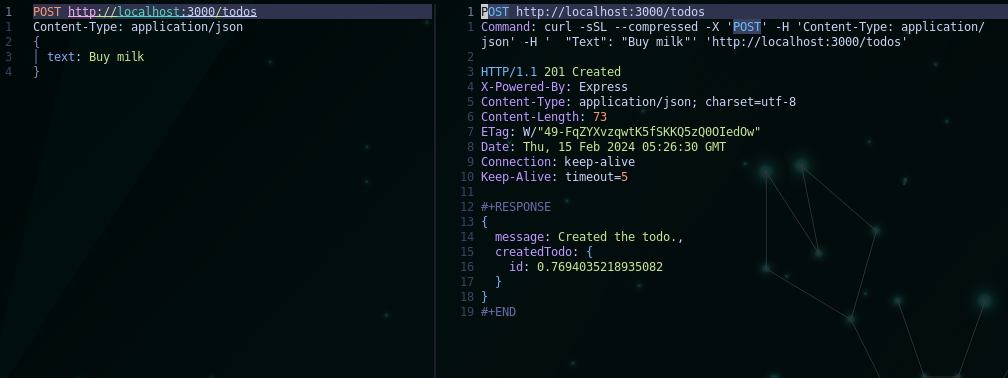 1 POST http://localhost:3000/todos
1 Content-Type: application/json
2 {
3 text: Buy milk
4 }
1 POST http://localhost:3000/todos
1 Command: curl -sSL --compressed -X 'POST' -H 'Content-Type: application/
json' -H '  "Text": "Buy milk"' 'http://localhost:3000/todos'
2
3 HTTP/1.1 201 Created
4 X-Powered-By: Express
5 Content-Type: application/json; charset=utf-8
6 Content-Length: 73
7 ETag: W/"49-FqZYXvzqwtK5fSKKQ5zQ0OIedOw"
8 Date: Thu, 15 Feb 2024 05:26:30 GMT
9 Connection: keep-alive
10 Keep-Alive: timeout=5
11
12 #+RESPONSE
13 {
14 message: Created the todo.,
15 createdTodo: {
16 id: 0.7694035218935082
17 }
18 }
19 #+END